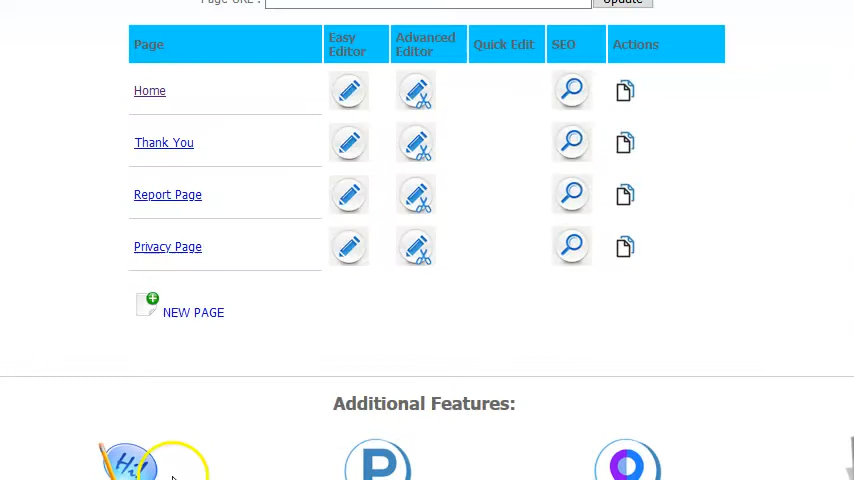 Page URL :
Update
Page
Easy Editor
Advanced Editor
Quick Edit
SEO
Actions
Home
Thank You
Report Page
Privacy Page
NEW PAGE
Additional Features:
Hi!
P